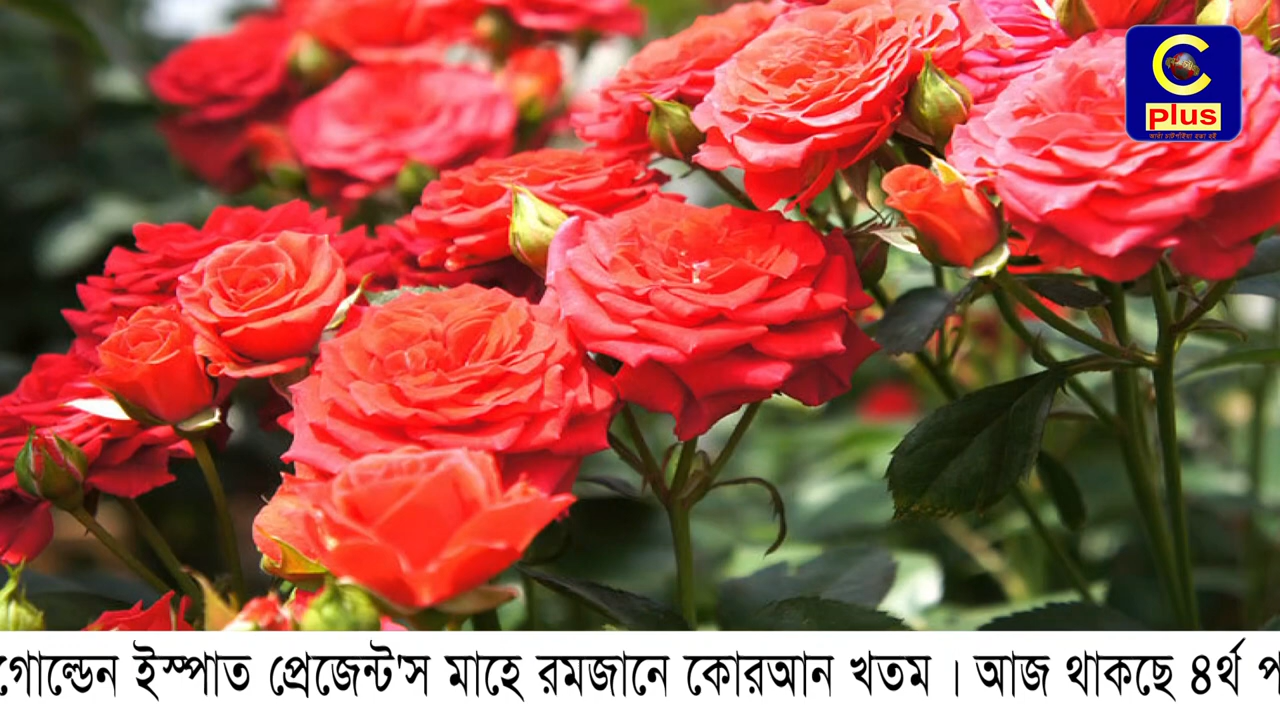 C
plus
গোল্ডেন ইস্পাত প্রেজেন্ট'স মাহে রমজানে কোরআন খতম । আজ থাকছে ৪র্থ প